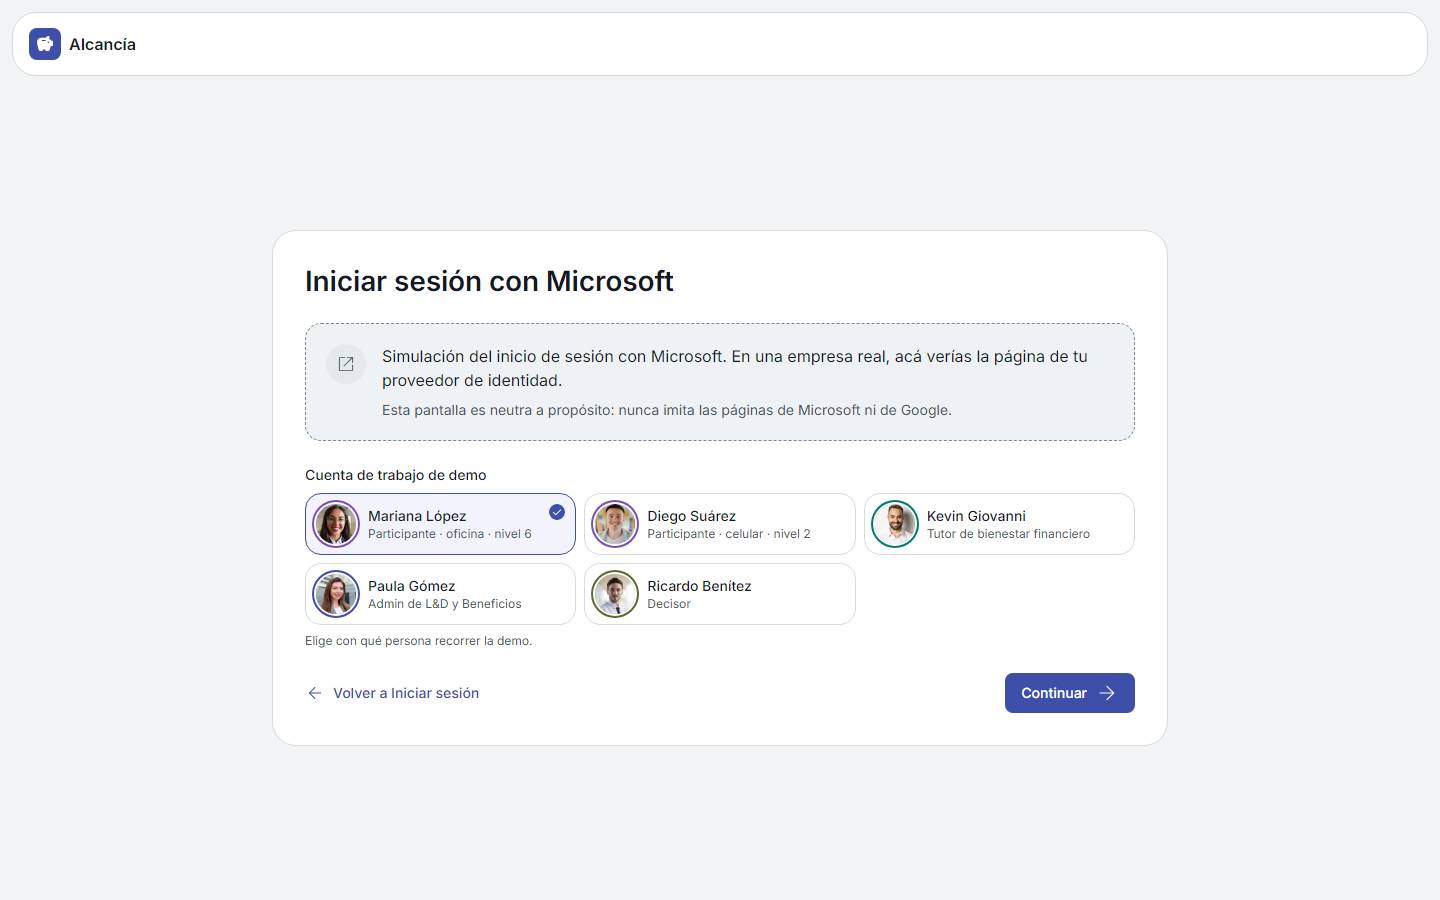 Alcancía
Iniciar sesión con Microsoft
Simulación del inicio de sesión con Microsoft. En una empresa real, acá verías la página de tu
proveedor de identidad.
Esta pantalla es neutra a propósito: nunca imita las páginas de Microsoft ni de Google.
Cuenta de trabajo de demo
Mariana López
Participante · oficina · nivel 6
Diego Suárez
Participante · celular · nivel 2
Kevin Giovanni
Tutor de bienestar financiero
Paula Gómez
Admin de L&D y Beneficios
Ricardo Benítez
Decisor
Elige con qué persona recorrer la demo.
Volver a Iniciar sesión
Continuar